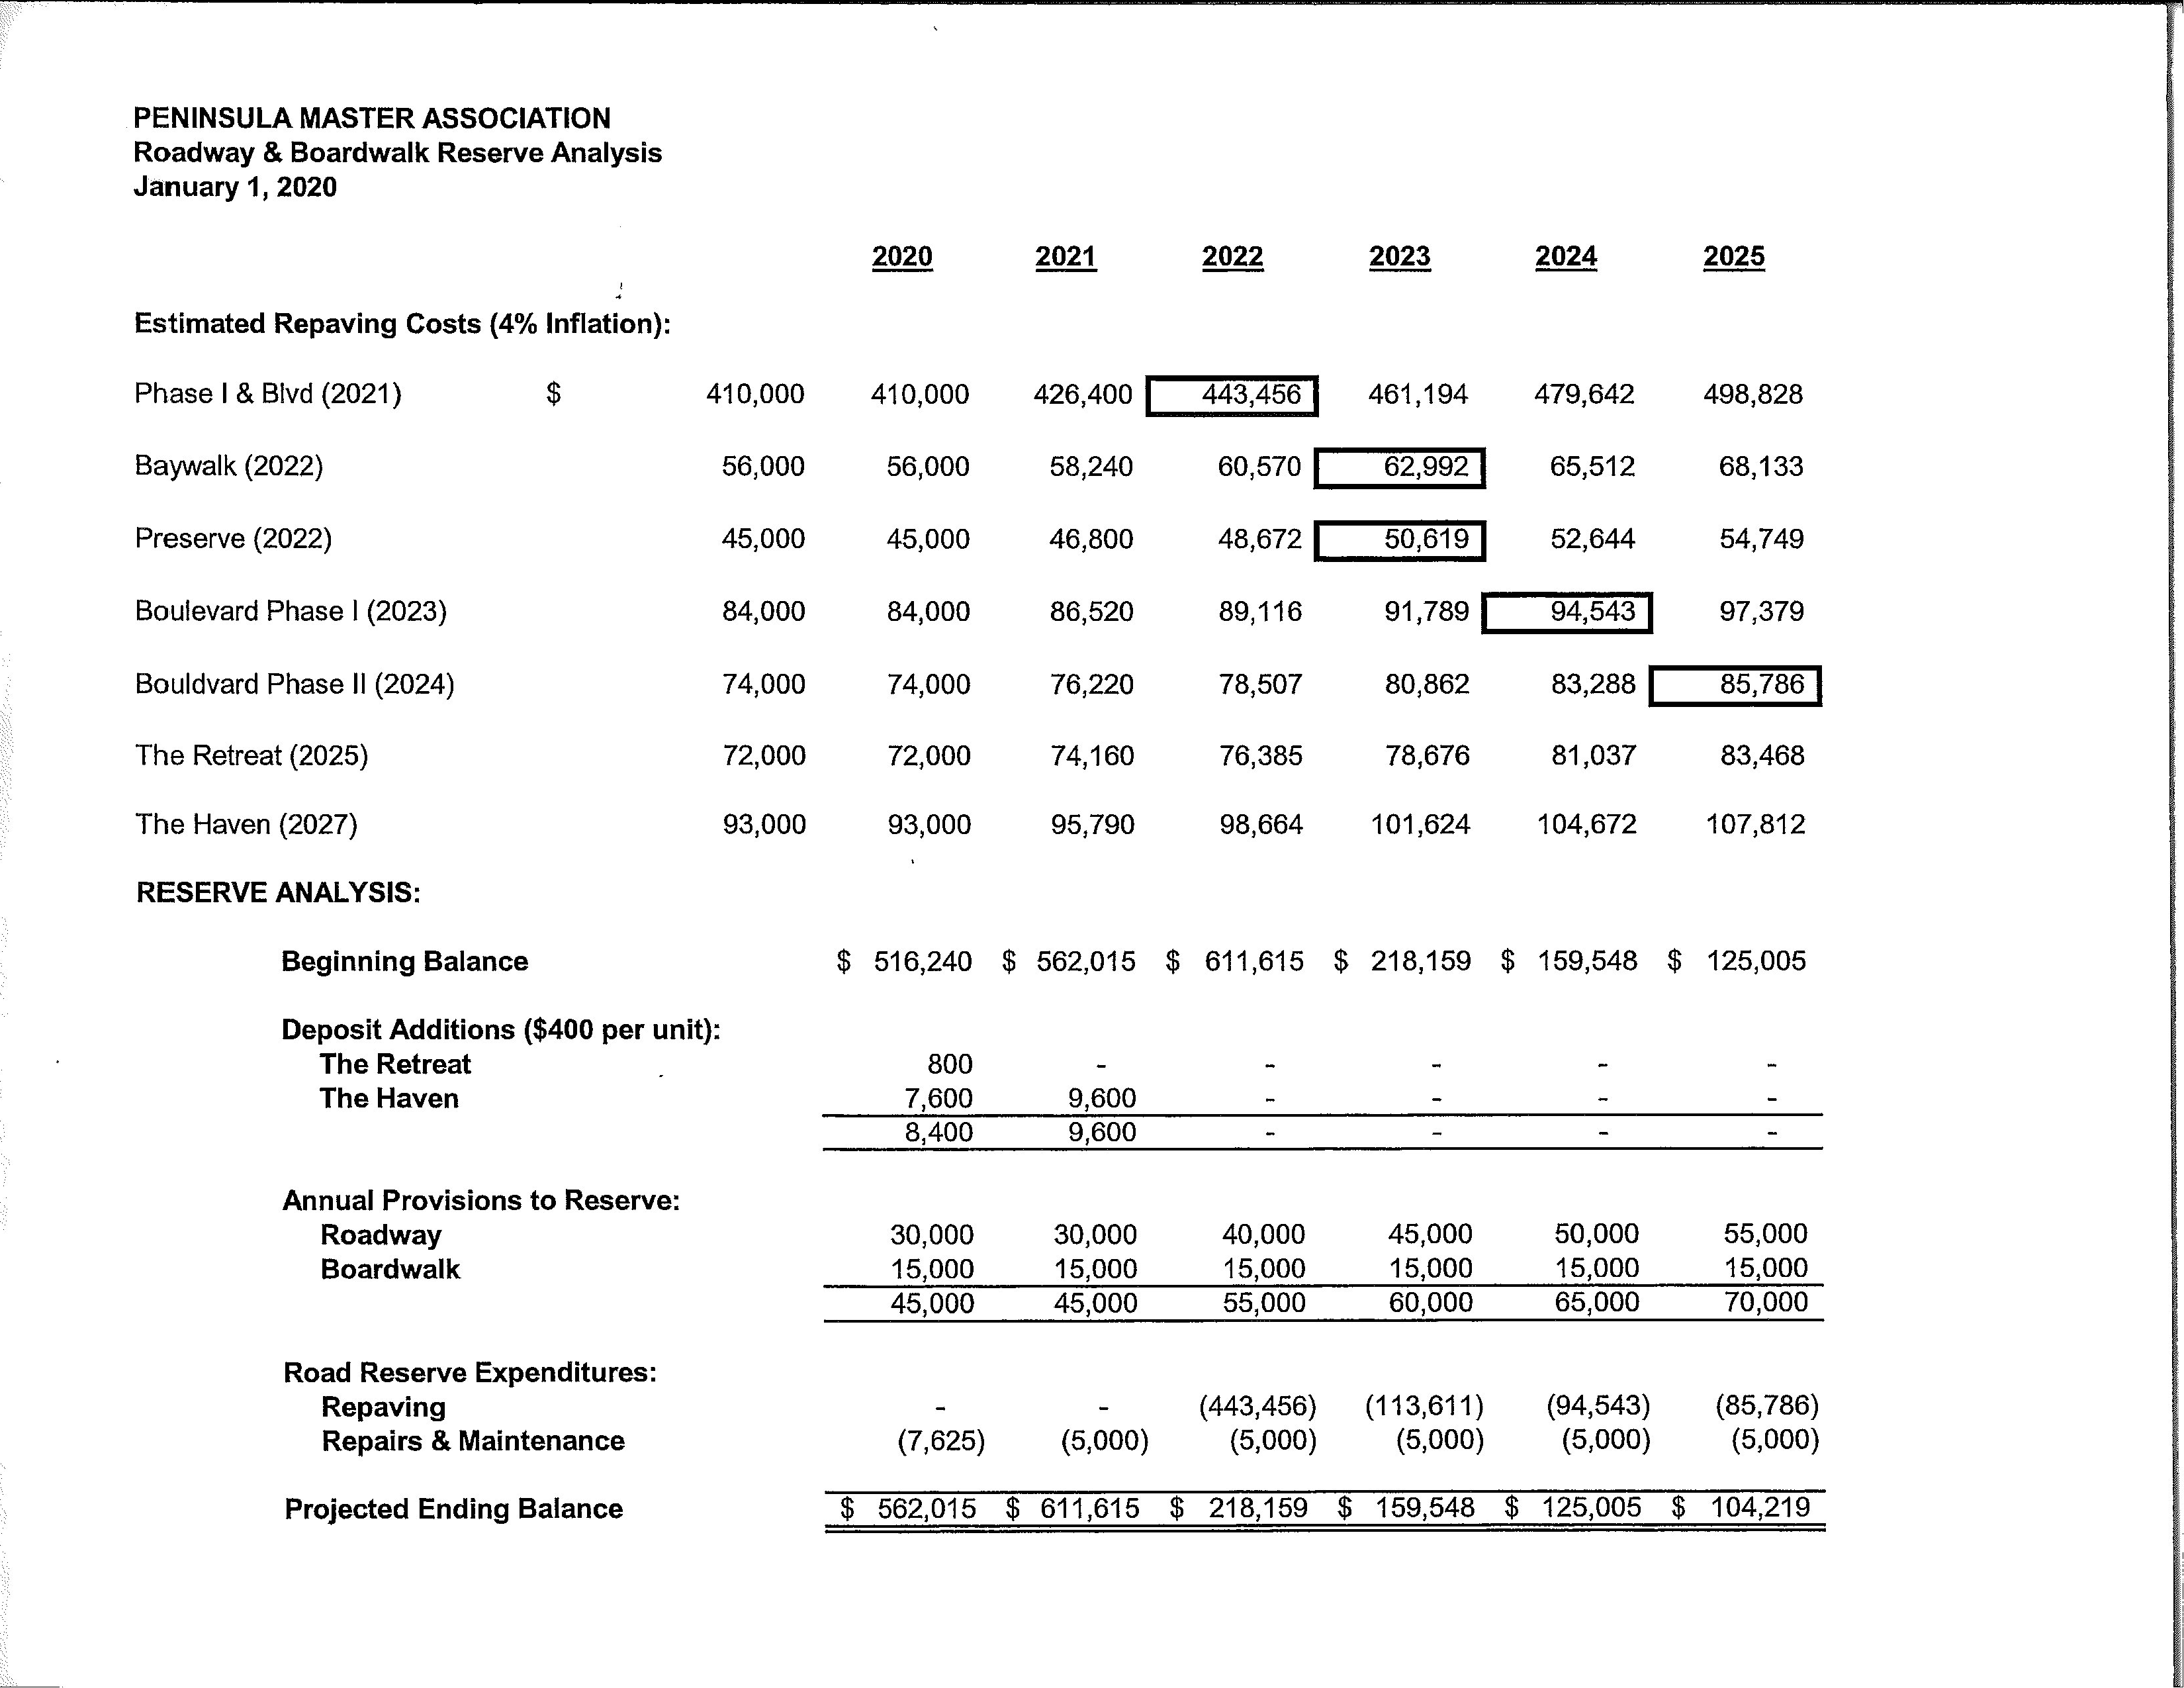 PENINSULA MASTER ASSOCIATION
Roadway & Boardwalk Reserve Analysis
January 1, 2020
2020 2021 2022 2023 2024 2025
Estimated Repaving Costs (4% Inflation):
Phase I & Blvd (2021) $ 410,000 410,000 426,400 443,456 461,194 479,642 498,828
Baywalk (2022) 56,000 56,000 58,240 60,570 62,992 65,512 68,133
Preserve (2022) 45,000 45,000 46,800 48,672 50,619 52,644 54,749
Boulevard Phase I (2023) 84,000 84,000 86,520 89,116 91,789 94,543 97,379
Bouldvard Phase II (2024) 74,000 74,000 76,220 78,507 80,862 83,288 85,786
The Retreat (2025) 72,000 72,000 74,160 76,385 78,676 81,037 83,468
The Haven (2027) 93,000 93,000 95,790 98,664 101,624 104,672 107,812
RESERVE ANALYSIS:
Beginning Balance $ 516,240 $ 562,015 $ 611,615 $ 218,159 $ 159,548 $ 125,005
Deposit Additions ($400 per unit):
The Retreat 800 - - - - -
The Haven 7,600 9,600 - - - -
8,400 9,600 - - - -
Annual Provisions to Reserve:
Roadway 30,000 30,000 40,000 45,000 50,000 55,000
Boardwalk 15,000 15,000 15,000 15,000 15,000 15,000
45,000 45,000 55,000 60,000 65,000 70,000
Road Reserve Expenditures:
Repaving - - (443,456) (113,611) (94,543) (85,786)
Repairs & Maintenance (7,625) (5,000) (5,000) (5,000) (5,000) (5,000)
Projected Ending Balance $ 562,015 $ 611,615 $ 218,159 $ 159,548 $ 125,005 $ 104,219